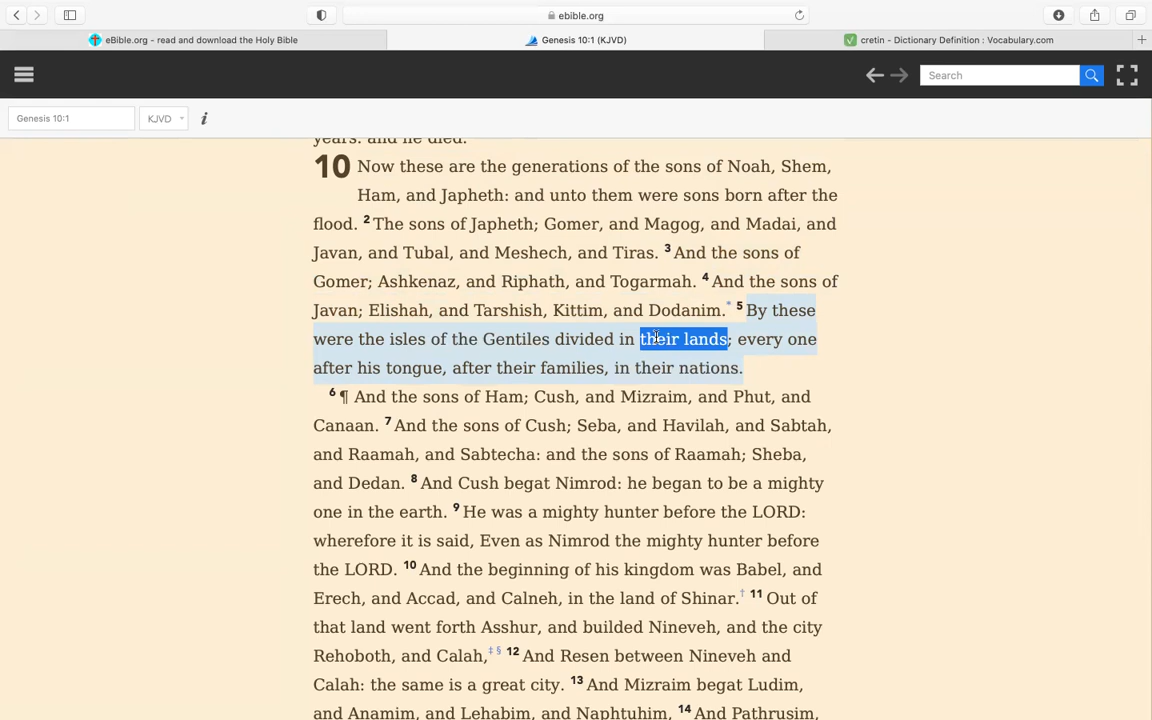 ebible.org
eBible.org - read and download the Holy Bible
Genesis 10:1 (KJVD)
cretin - Dictionary Definition : Vocabulary.com
Search
Genesis 10:1
KJVD
i
years: and he died.
10 Now these are the generations of the sons of Noah, Shem,
Ham, and Japheth: and unto them were sons born after the
flood. 2 The sons of Japheth; Gomer, and Magog, and Madai, and
Javan, and Tubal, and Meshech, and Tiras. 3 And the sons of
Gomer; Ashkenaz, and Riphath, and Togarmah. 4 And the sons of
Javan; Elishah, and Tarshish, Kittim, and Dodanim.* 5 By these
were the isles of the Gentiles divided in their lands; every one
after his tongue, after their families, in their nations.
6 ¶ And the sons of Ham; Cush, and Mizraim, and Phut, and
Canaan. 7 And the sons of Cush; Seba, and Havilah, and Sabtah,
and Raamah, and Sabtecha: and the sons of Raamah; Sheba,
and Dedan. 8 And Cush begat Nimrod: he began to be a mighty
one in the earth. 9 He was a mighty hunter before the LORD:
wherefore it is said, Even as Nimrod the mighty hunter before
the LORD. 10 And the beginning of his kingdom was Babel, and
Erech, and Accad, and Calneh, in the land of Shinar.† 11 Out of
that land went forth Asshur, and builded Nineveh, and the city
Rehoboth, and Calah,‡ § 12 And Resen between Nineveh and
Calah: the same is a great city. 13 And Mizraim begat Ludim,
and Anamim, and Lehabim, and Naphtuhim, 14 And Pathrusim,